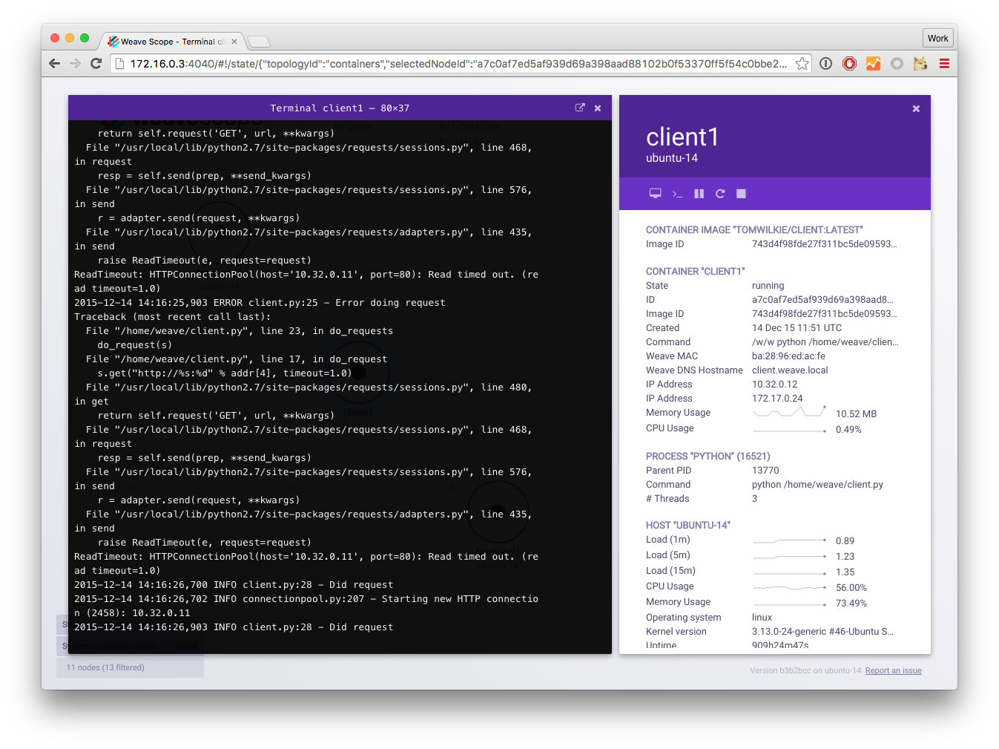 Weave Scope - Terminal cli
Work
172.16.0.3:4040/#!/state/{"topologyId":"containers","selectedNodeId":"a7c0af7ed5af939d69a398aad88102b0f53370ff5f54c0bbe2...
Terminal client1 — 80×37
return self.request('GET', url, **kwargs)
File "/usr/local/lib/python2.7/site-packages/requests/sessions.py", line 468,
in request
resp = self.send(prep, **send_kwargs)
File "/usr/local/lib/python2.7/site-packages/requests/sessions.py", line 576,
in send
r = adapter.send(request, **kwargs)
File "/usr/local/lib/python2.7/site-packages/requests/adapters.py", line 435,
in send
raise ReadTimeout(e, request=request)
ReadTimeout: HTTPConnectionPool(host='10.32.0.11', port=80): Read timed out. (re
ad timeout=1.0)
2015-12-14 14:16:25,903 ERROR client.py:25 - Error doing request
Traceback (most recent call last):
File "/home/weave/client.py", line 23, in do_requests
do_request(s)
File "/home/weave/client.py", line 17, in do_request
s.get("http://%s:%d" % addr[4], timeout=1.0)
File "/usr/local/lib/python2.7/site-packages/requests/sessions.py", line 480,
in get
return self.request('GET', url, **kwargs)
File "/usr/local/lib/python2.7/site-packages/requests/sessions.py", line 468,
in request
resp = self.send(prep, **send_kwargs)
File "/usr/local/lib/python2.7/site-packages/requests/sessions.py", line 576,
in send
r = adapter.send(request, **kwargs)
File "/usr/local/lib/python2.7/site-packages/requests/adapters.py", line 435,
in send
raise ReadTimeout(e, request=request)
ReadTimeout: HTTPConnectionPool(host='10.32.0.11', port=80): Read timed out. (re
ad timeout=1.0)
2015-12-14 14:16:26,700 INFO client.py:28 - Did request
2015-12-14 14:16:26,702 INFO connectionpool.py:207 - Starting new HTTP connectio
n (2458): 10.32.0.11
2015-12-14 14:16:26,903 INFO client.py:28 - Did request
11 nodes (13 filtered)
client1
ubuntu-14
CONTAINER IMAGE "TOMWILKIE/CLIENT:LATEST"
Image ID 743d4f98fde27f311bc5de09593...
CONTAINER "CLIENT1"
State running
ID a7c0af7ed5af939d69a398aad8...
Image ID 743d4f98fde27f311bc5de09593...
Created 14 Dec 15 11:51 UTC
Command /w/w python /home/weave/clien...
Weave MAC ba:28:96:ed:ac:fe
Weave DNS Hostname client.weave.local
IP Address 10.32.0.12
IP Address 172.17.0.24
Memory Usage 10.52 MB
CPU Usage 0.49%
PROCESS "PYTHON" (16521)
Parent PID 13770
Command python /home/weave/client.py
# Threads 3
HOST "UBUNTU-14"
Load (1m) 0.89
Load (5m) 1.23
Load (15m) 1.35
CPU Usage 56.00%
Memory Usage 73.49%
Operating system linux
Kernel version 3.13.0-24-generic #46-Ubuntu S...
Uptime 909h24m47s
Version b3b2bcc on ubuntu-14 Report an issue